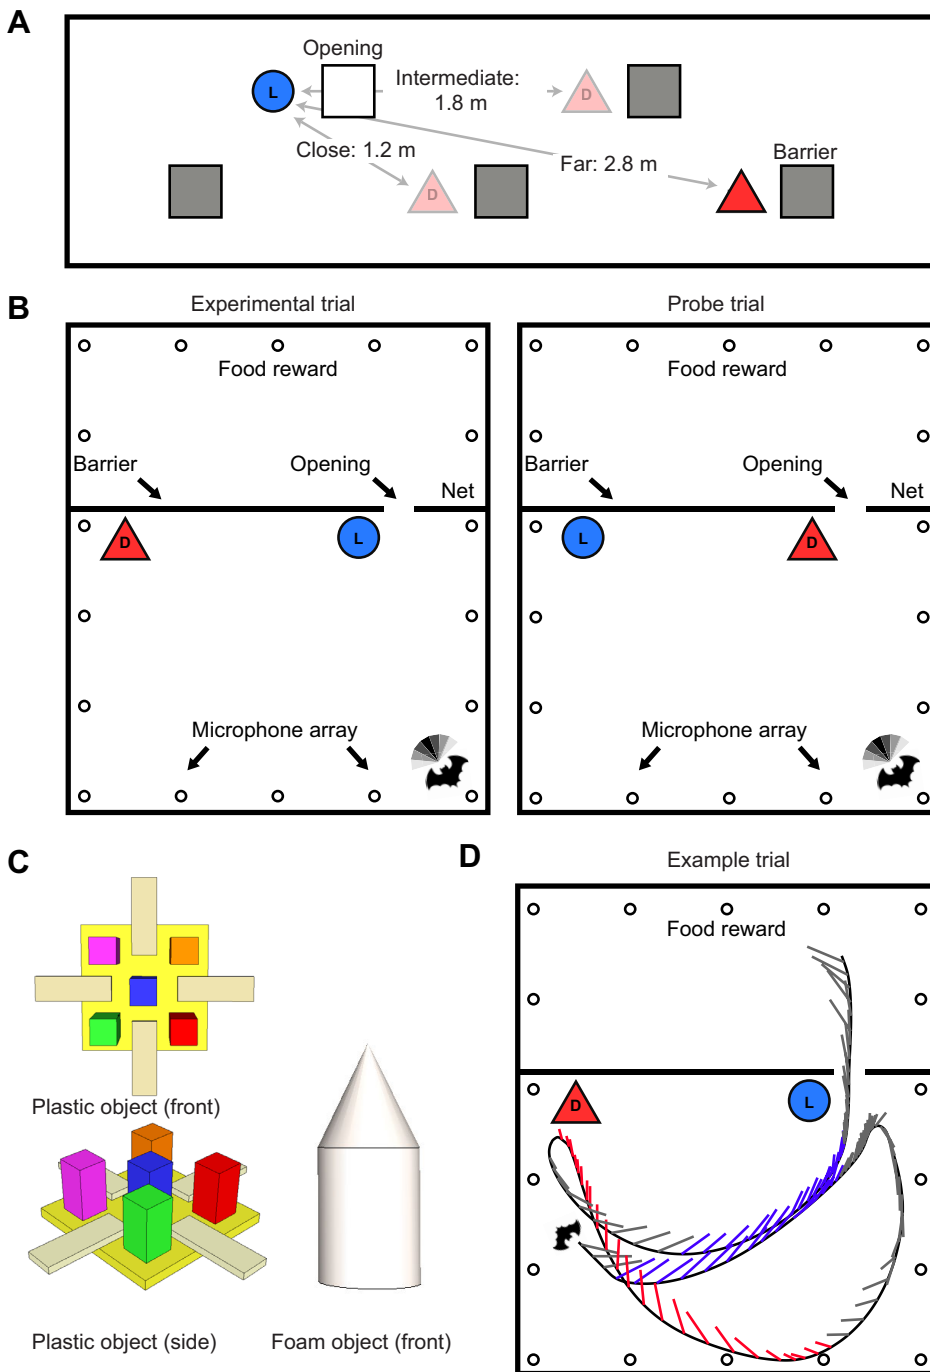 A
Opening
L
Intermediate:
1.8 m
D
Close: 1.2 m
Far: 2.8 m
Barrier
D
B
Experimental trial
Food reward
Barrier
Opening
Net
D
L
Microphone array
Probe trial
Food reward
Barrier
Opening
Net
L
D
Microphone array
C
Plastic object (front)
Plastic object (side)
Foam object (front)
D
Example trial
Food reward
D
L